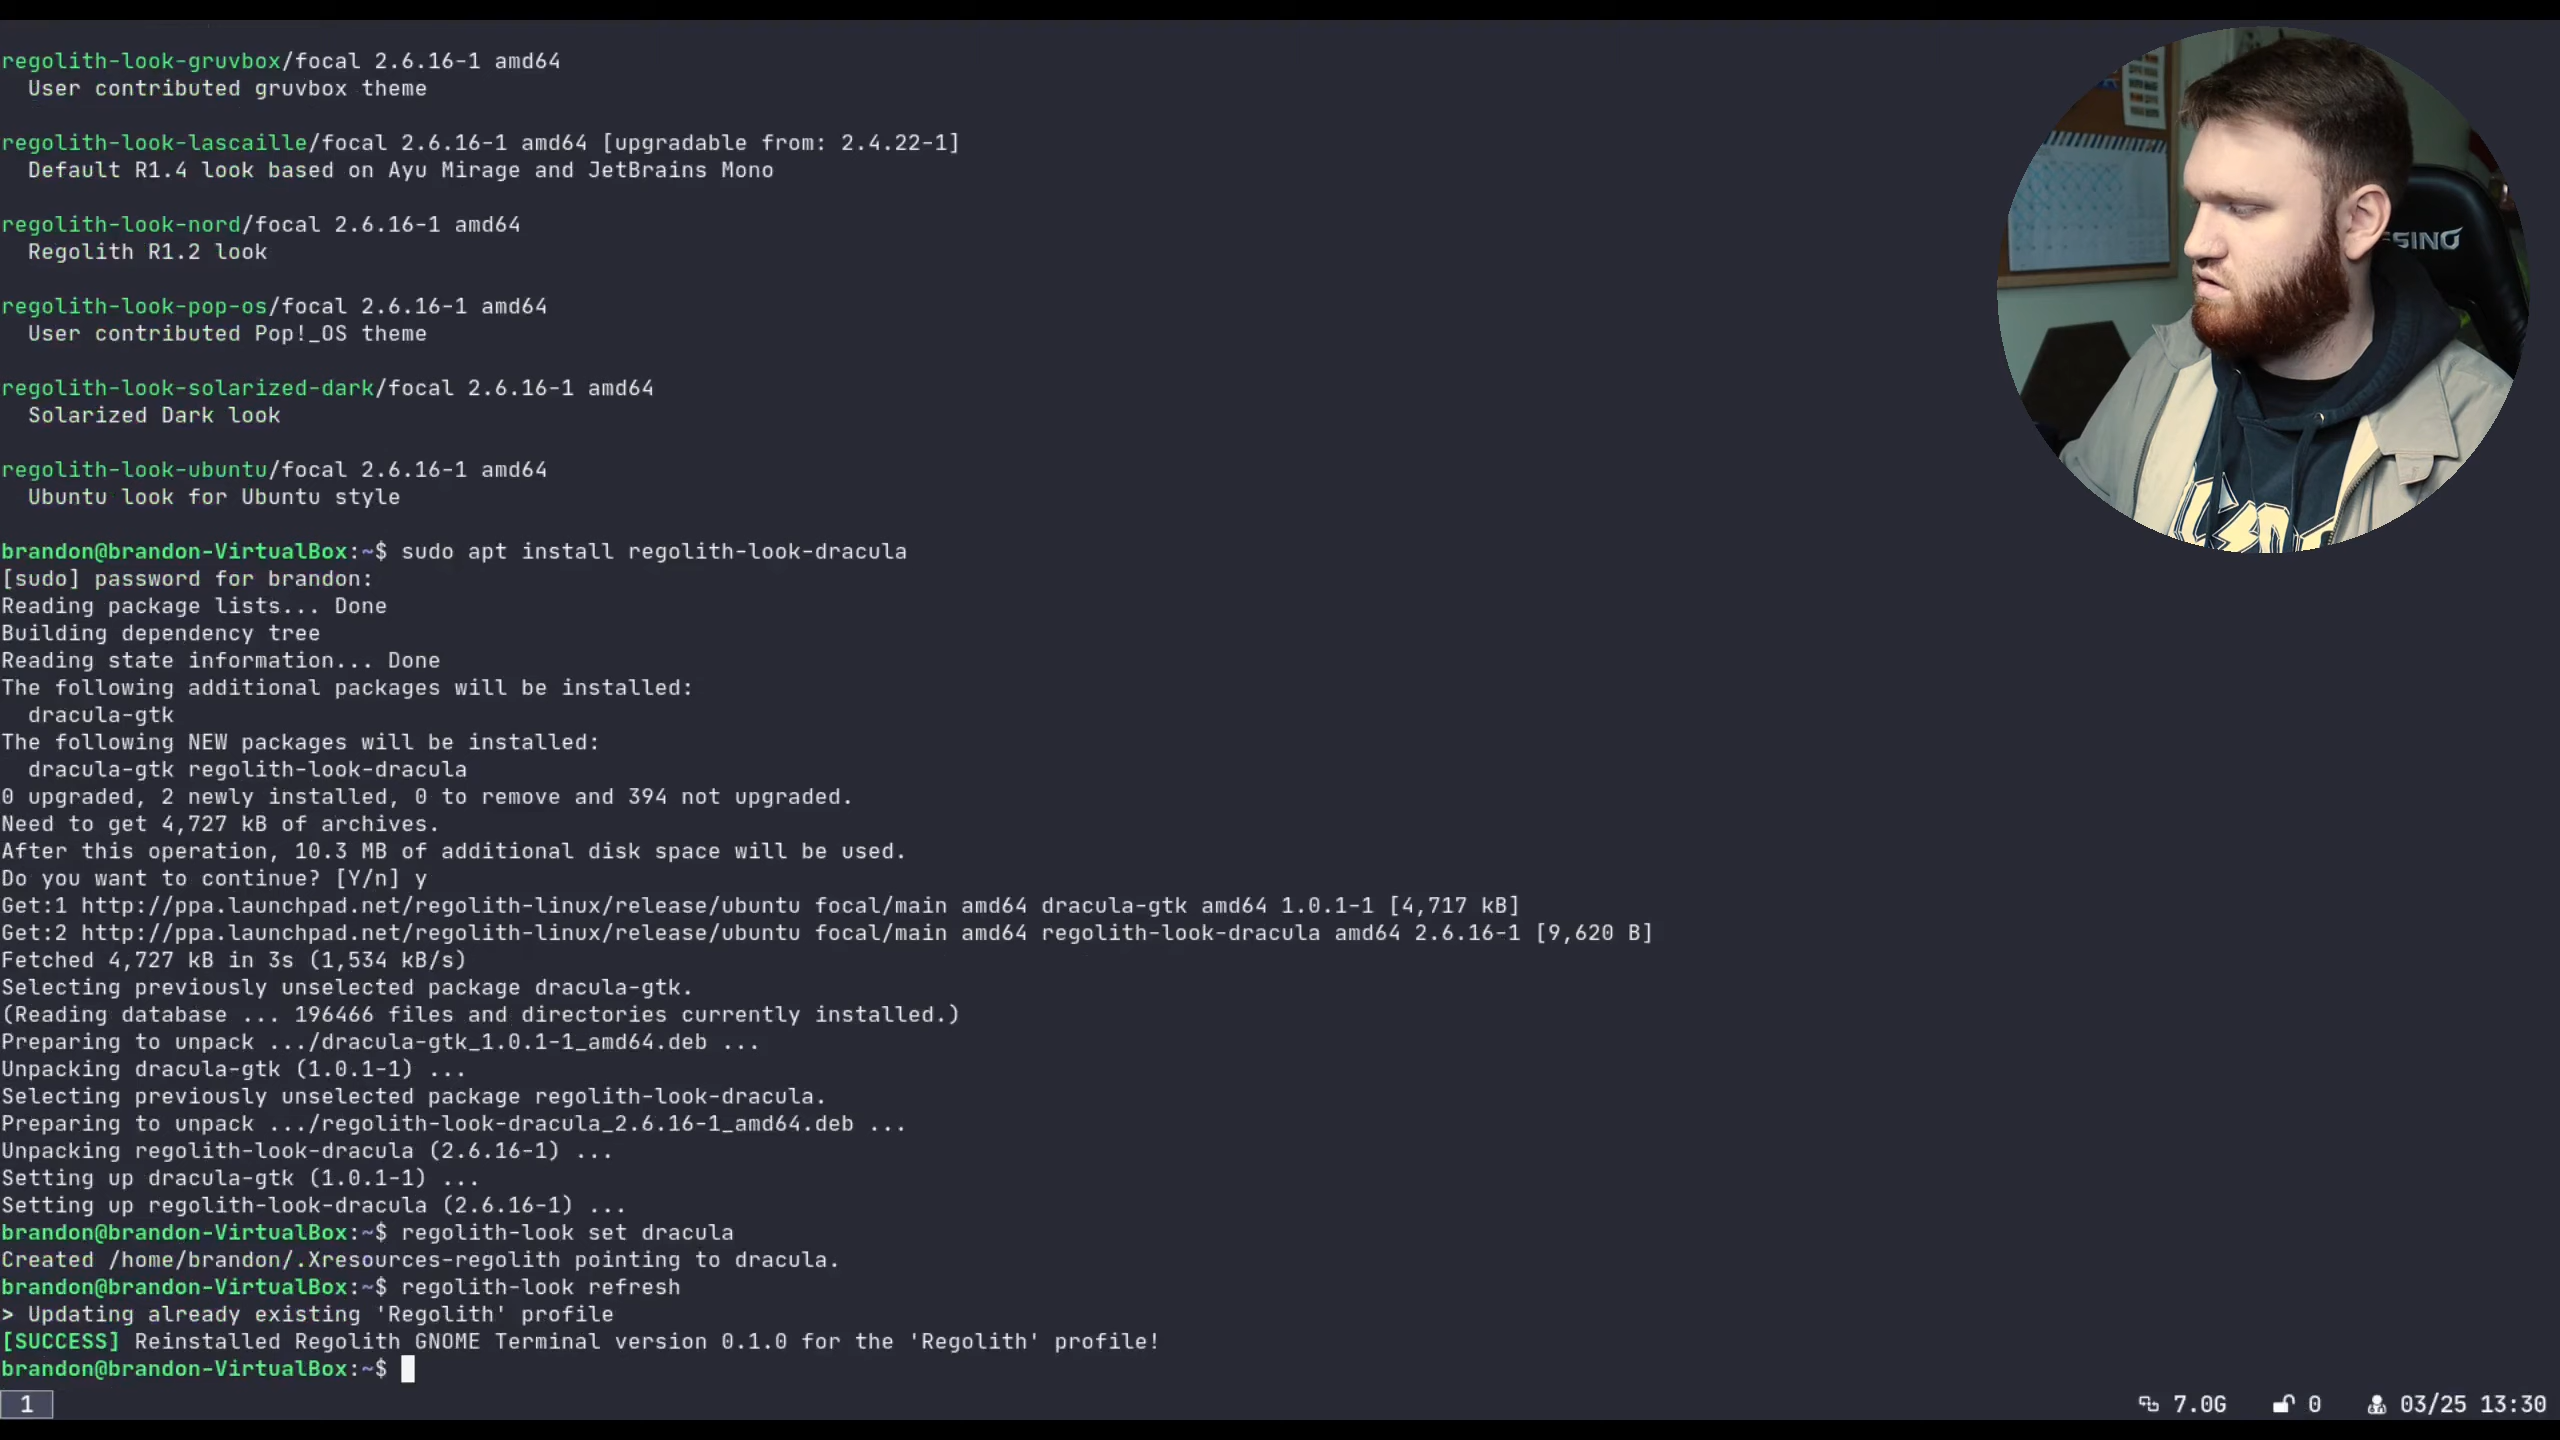 regolith-look-gruvbox/focal 2.6.16-1 amd64
  User contributed gruvbox theme
regolith-look-lascaille/focal 2.6.16-1 amd64 [upgradable from: 2.4.22-1]
  Default R1.4 look based on Ayu Mirage and JetBrains Mono
regolith-look-nord/focal 2.6.16-1 amd64
  Regolith R1.2 look
regolith-look-pop-os/focal 2.6.16-1 amd64
  User contributed Pop!_OS theme
regolith-look-solarized-dark/focal 2.6.16-1 amd64
  Solarized Dark look
regolith-look-ubuntu/focal 2.6.16-1 amd64
  Ubuntu look for Ubuntu style
brandon@brandon-VirtualBox:~$ sudo apt install regolith-look-dracula
[sudo] password for brandon:
Reading package lists... Done
Building dependency tree
Reading state information... Done
The following additional packages will be installed:
  dracula-gtk
The following NEW packages will be installed:
  dracula-gtk regolith-look-dracula
0 upgraded, 2 newly installed, 0 to remove and 394 not upgraded.
Need to get 4,727 kB of archives.
After this operation, 10.3 MB of additional disk space will be used.
Do you want to continue? [Y/n] y
Get:1 http://ppa.launchpad.net/regolith-linux/release/ubuntu focal/main amd64 dracula-gtk amd64 1.0.1-1 [4,717 kB]
Get:2 http://ppa.launchpad.net/regolith-linux/release/ubuntu focal/main amd64 regolith-look-dracula amd64 2.6.16-1 [9,620 B]
Fetched 4,727 kB in 3s (1,534 kB/s)
Selecting previously unselected package dracula-gtk.
(Reading database ... 196466 files and directories currently installed.)
Preparing to unpack .../dracula-gtk_1.0.1-1_amd64.deb ...
Unpacking dracula-gtk (1.0.1-1) ...
Selecting previously unselected package regolith-look-dracula.
Preparing to unpack .../regolith-look-dracula_2.6.16-1_amd64.deb ...
Unpacking regolith-look-dracula (2.6.16-1) ...
Setting up dracula-gtk (1.0.1-1) ...
Setting up regolith-look-dracula (2.6.16-1) ...
brandon@brandon-VirtualBox:~$ regolith-look set dracula
Created /home/brandon/.Xresources-regolith pointing to dracula.
brandon@brandon-VirtualBox:~$ regolith-look refresh
> Updating already existing 'Regolith' profile
[SUCCESS] Reinstalled Regolith GNOME Terminal version 0.1.0 for the 'Regolith' profile!
brandon@brandon-VirtualBox:~$
1
7.0G 0 03/25 13:30